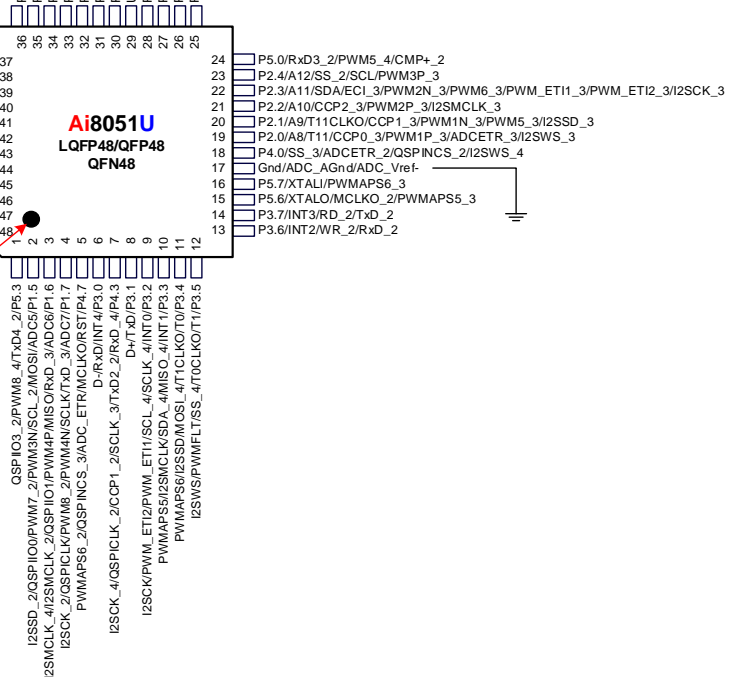 36
35
34
33
32
31
30
29
28
27
26
25
37
38
39
40
41
42
43
44
45
46
47
48
Ai8051U
LQFP48/QFP48
QFN48
24 P5.0/RxD3_2/PWM5_4/CMP+_2
23 P2.4/A12/SS_2/SCL/PWM3P_3
22 P2.3/A11/SDA/ECI_3/PWM2N_3/PWM6_3/PWM_ETI1_3/PWM_ETI2_3/I2SCK_3
21 P2.2/A10/CCP2_3/PWM2P_3/I2SMCLK_3
20 P2.1/A9/T11CLKO/CCP1_3/PWM1N_3/PWM5_3/I2SSD_3
19 P2.0/A8/T11/CCP0_3/PWM1P_3/ADCETR_3/I2SWS_3
18 P4.0/SS_3/ADCETR_2/QSPINCS_2/I2SWS_4
17 Gnd/ADC_AGnd/ADC_Vref-
16 P5.7/XTALI/PWMAPS6_3
15 P5.6/XTALO/MCLKO_2/PWMAPS5_3
14 P3.7/INT3/RD_2/TxD_2
13 P3.6/INT2/WR_2/RxD_2
1 QSPIIO3_2/PWM8_4/TxD4_2/P5.3
2 I2SSD_2/QSPIIO0/PWM7_2/PWM3N/SCL_2/MOSI/ADC5/P1.5
3 I2SMCLK_4/I2SMCLK_2/QSPIIO1/PWM4P/MISO/RxD_3/ADC6/P1.6
4 I2SCK_2/QSPICLK/PWM8_2/PWM4N/SCLK/TxD_3/ADC7/P1.7
5 PWMAPS6_2/QSPINCS_3/ADC_ETR/MCLKO/RST/P4.7
6 D-/RxD/INT4/P3.0
7 I2SCK_4/QSPICLK_2/CCP1_2/SCLK_3/TxD2_2/RxD_4/P4.3
8 D+/TxD/P3.1
9 I2SCK/PWM_ETI2/PWM_ETI1/SCL_4/SCLK_4/INT0/P3.2
10 PWMAPS5/I2SMCLK/SDA_4/MISO_4/INT1/P3.3
11 PWMAPS6/I2SSD/MOSI_4/T1CLKO/T0/P3.4
12 I2SWS/PWMFLT/SS_4/T0CLKO/T1/P3.5